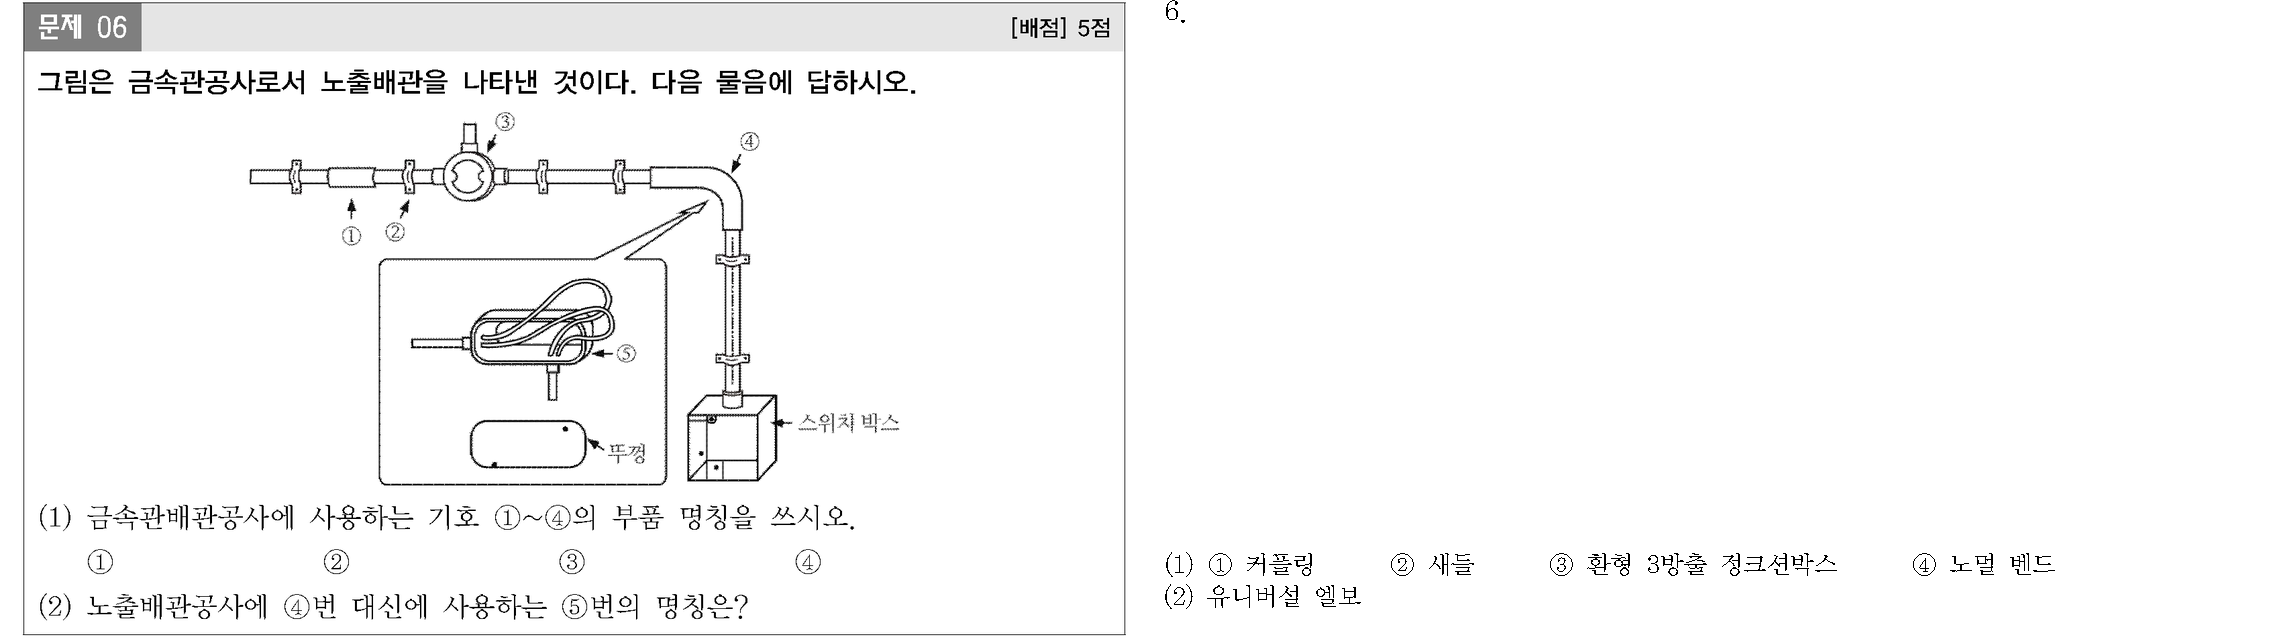 문제 06
[배점] 5점
그림은 금속관공사로서 노출배관을 나타낸 것이다. 다음 물음에 답하시오.
③
④
①
②
⑤
뚜껑
스위치 박스
(1) 금속관배관공사에 사용하는 기호 ①~④의 부품 명칭을 쓰시오.
① ② ③ ④
(2) 노출배관공사에 ④번 대신에 사용하는 ⑤번의 명칭은?
6.
(1) ① 커플링 ② 새들 ③ 환형 3방출 정크션박스 ④ 노멀 벤드
(2) 유니버설 엘보